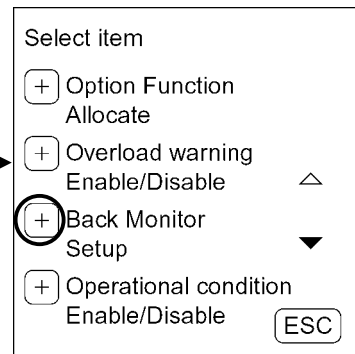 Select item
+ Option Function
Allocate
+ Overload warning
Enable/Disable
+ Back Monitor
Setup
+ Operational condition
Enable/Disable
ESC